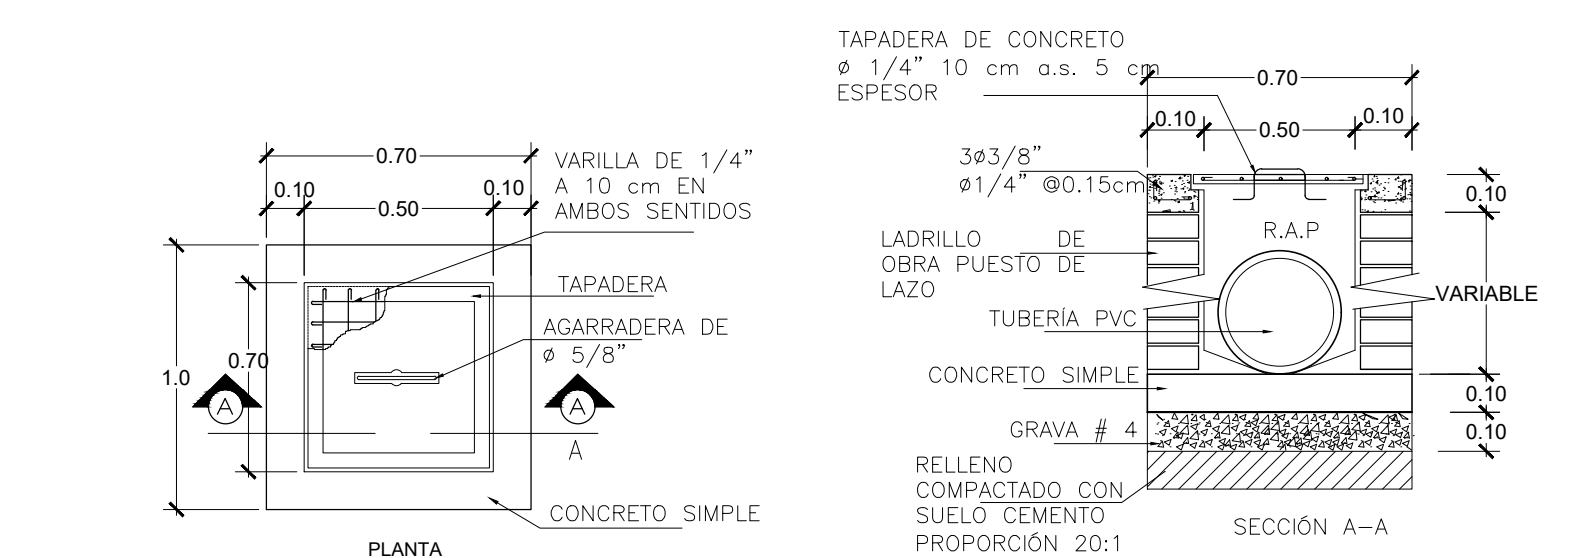 0.70
0.10
0.10
0.50
VARILLA DE 1/4”
A 10 cm EN
AMBOS SENTIDOS
TAPADERA
AGARRADERA DE
ø 5/8”
0.70
1.0
A
A
A
CONCRETO SIMPLE
PLANTA
TAPADERA DE CONCRETO
ø 1/4” 10 cm a.s. 5 cm
ESPESOR
0.70
0.10
0.50
0.10
3ø3/8”
ø1/4” @0.15cm
1
1
0.10
R.A.P
LADRILLO DE
OBRA PUESTO DE
LAZO
VARIABLE
TUBERÍA PVC
CONCRETO SIMPLE
0.10
GRAVA # 4
0.10
RELLENO
COMPACTADO CON
SUELO CEMENTO
PROPORCIÓN 20:1
SECCIÓN A-A